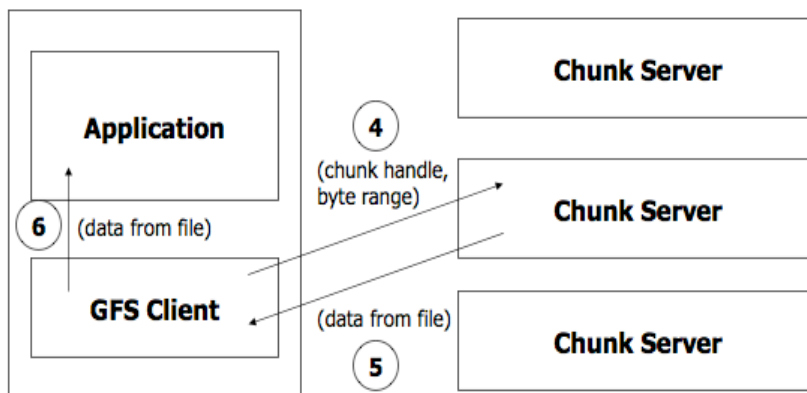 Application
6
(data from file)
GFS Client
4
(chunk handle,
byte range)
(data from file)
5
Chunk Server
Chunk Server
Chunk Server